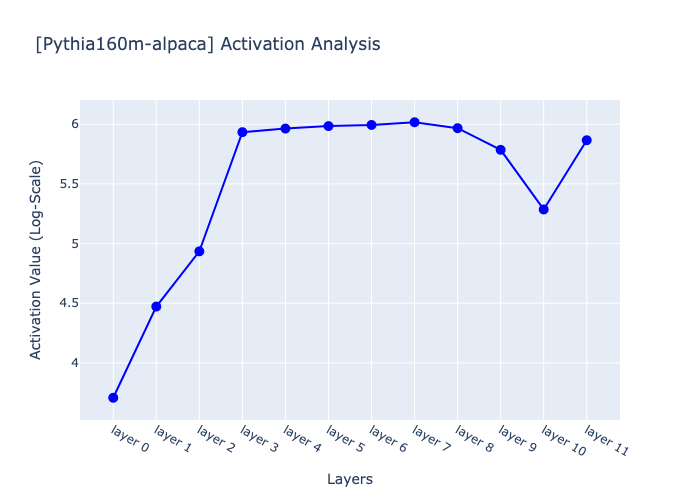 [Pythia160m-alpaca] Activation Analysis
Activation Value (Log-Scale)
6
5.5
5
4.5
4
layer 0
layer 1
layer 2
layer 3
layer 4
layer 5
layer 6
layer 7
layer 8
layer 9
layer 10
layer 11
Layers